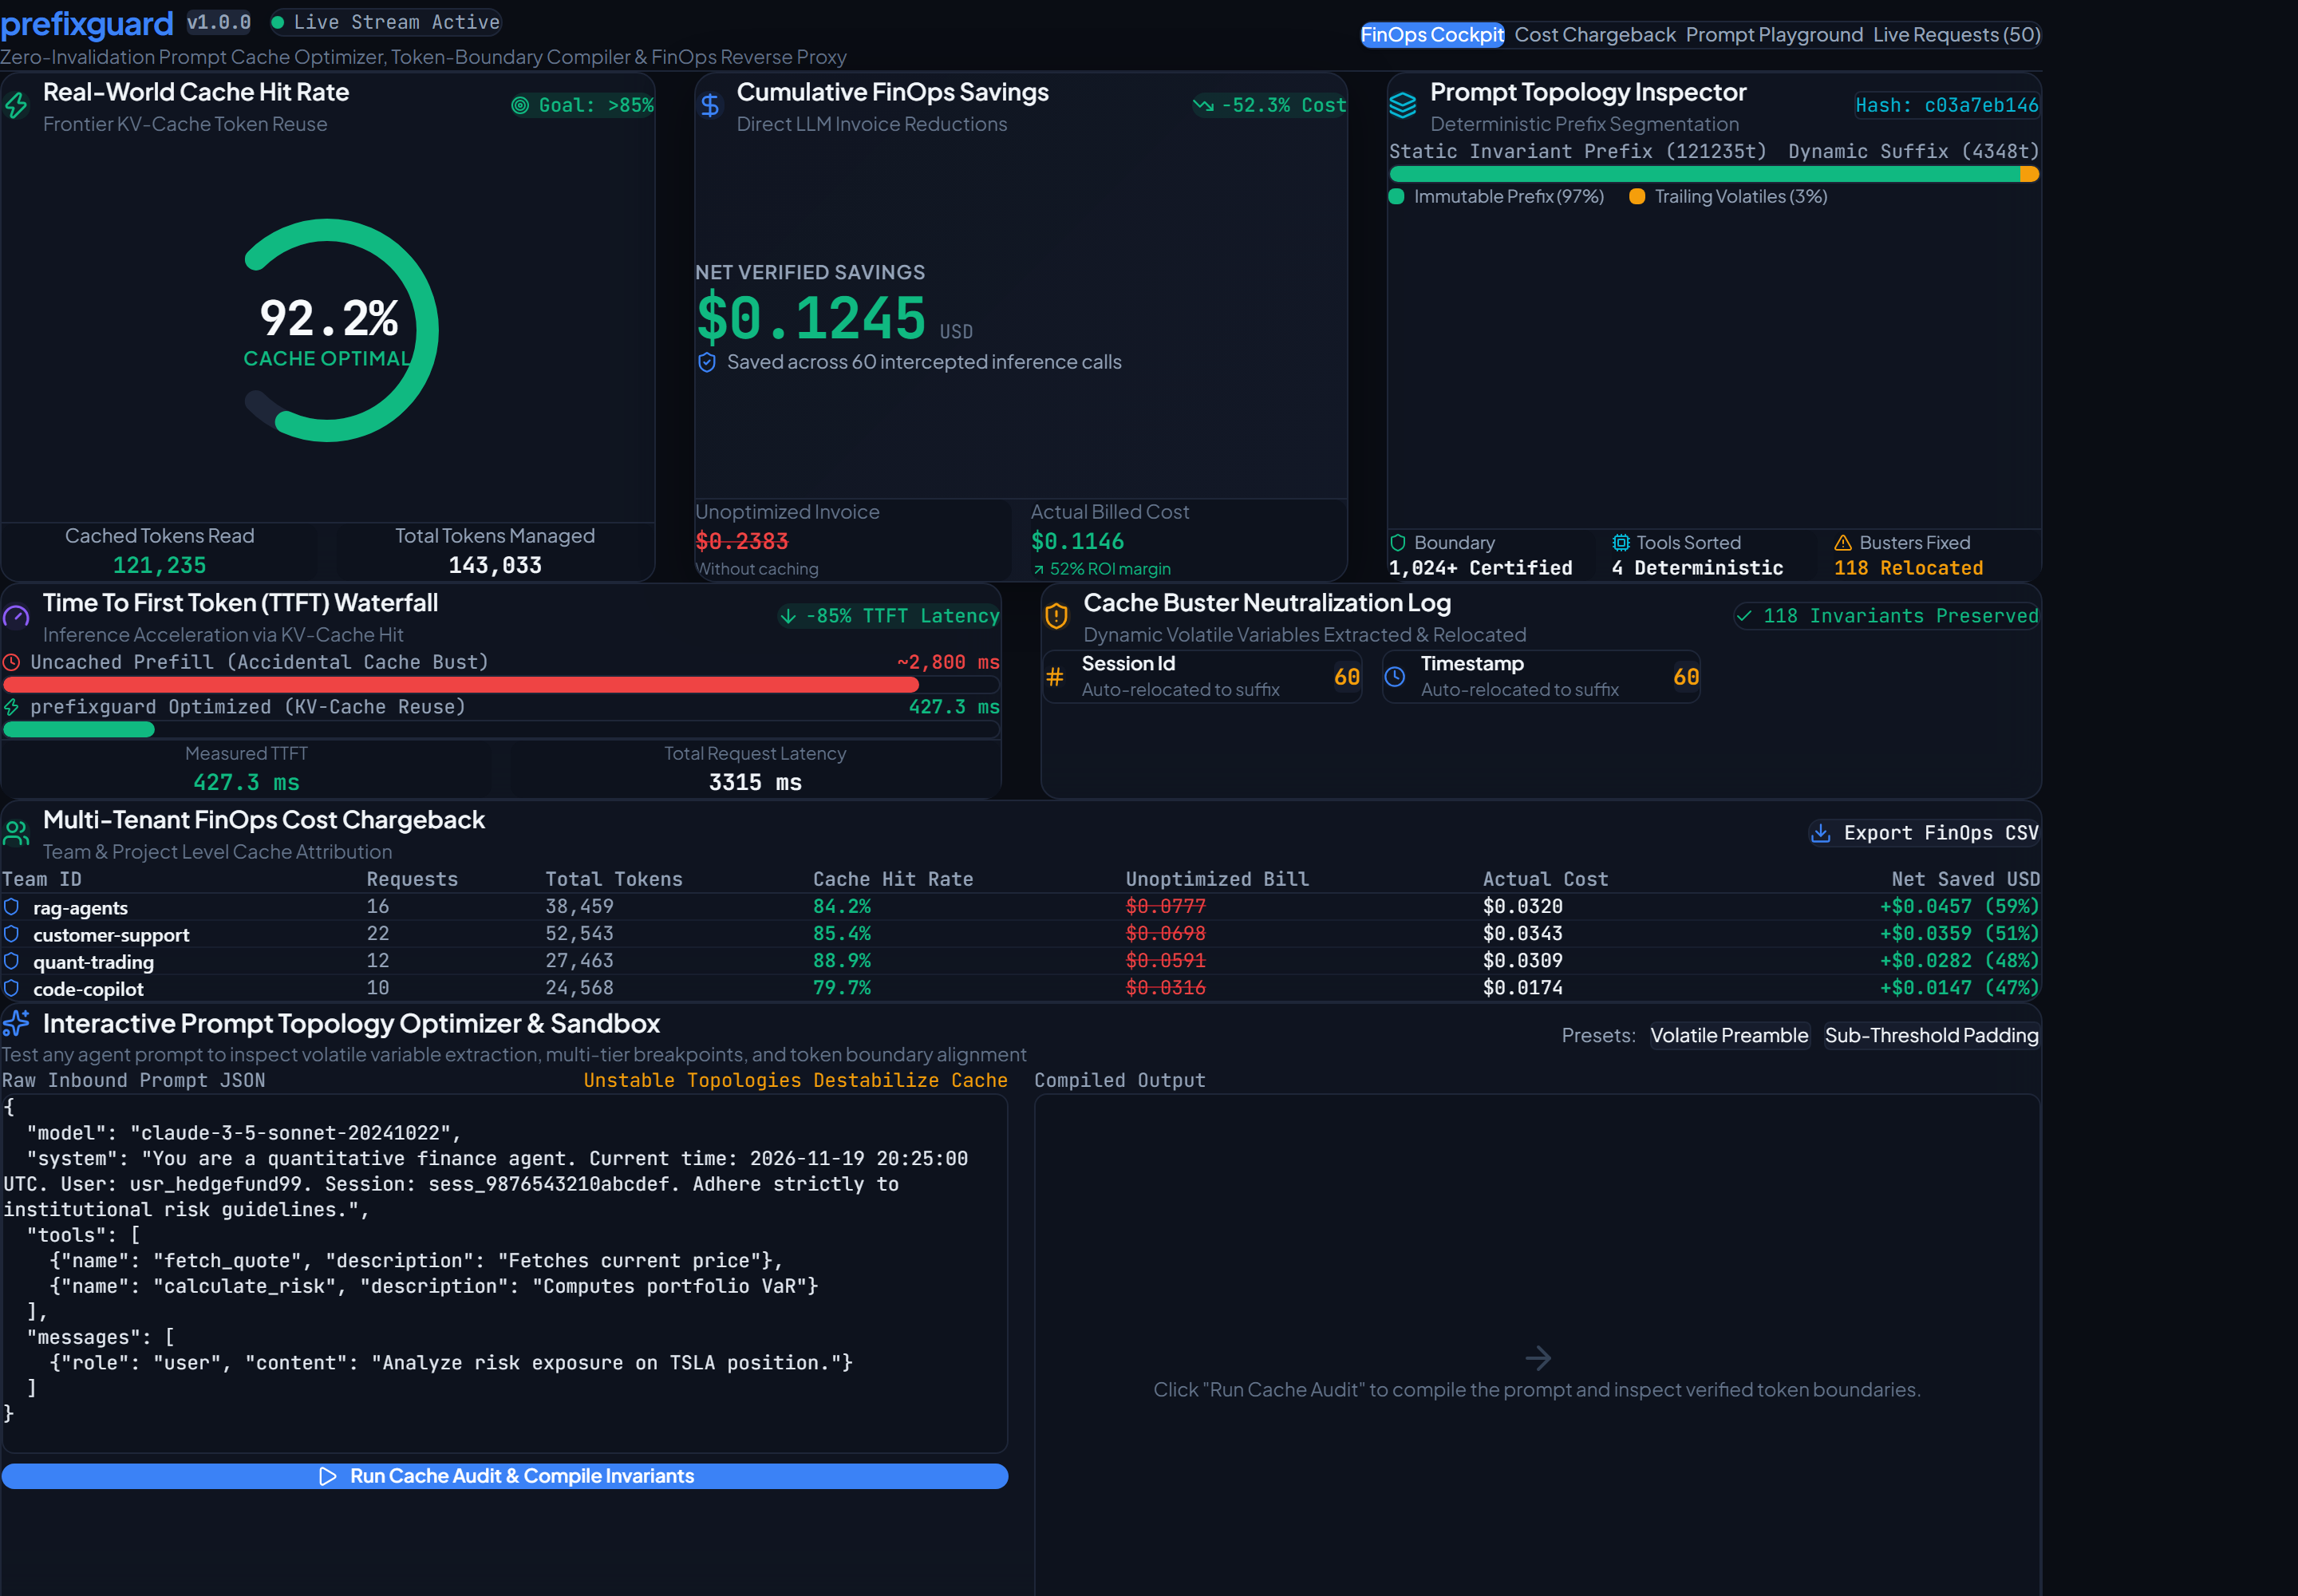 prefixguard v1.0.0 Live Stream Active
Zero-Invalidation Prompt Cache Optimizer, Token-Boundary Compiler & FinOps Reverse Proxy
FinOps Cockpit Cost Chargeback Prompt Playground Live Requests (50)
Real-World Cache Hit Rate
Frontier KV-Cache Token Reuse
Goal: >85%
92.2%
CACHE OPTIMAL
Cached Tokens Read
121,235
Total Tokens Managed
143,033
Cumulative FinOps Savings
Direct LLM Invoice Reductions
-52.3% Cost
NET VERIFIED SAVINGS
$0.1245 USD
Saved across 60 intercepted inference calls
Unoptimized Invoice
$0.2383
Without caching
Actual Billed Cost
$0.1146
52% ROI margin
Prompt Topology Inspector
Deterministic Prefix Segmentation
Hash: c03a7eb146
Static Invariant Prefix (121235t) Dynamic Suffix (4348t)
Immutable Prefix (97%) Trailing Volatiles (3%)
Boundary
1,024+ Certified
Tools Sorted
4 Deterministic
Busters Fixed
118 Relocated
Time To First Token (TTFT) Waterfall
Inference Acceleration via KV-Cache Hit
-85% TTFT Latency
Uncached Prefill (Accidental Cache Bust) ~2,800 ms
prefixguard Optimized (KV-Cache Reuse) 427.3 ms
Measured TTFT
427.3 ms
Total Request Latency
3315 ms
Cache Buster Neutralization Log
Dynamic Volatile Variables Extracted & Relocated
118 Invariants Preserved
Session Id
Auto-relocated to suffix
60
Timestamp
Auto-relocated to suffix
60
Multi-Tenant FinOps Cost Chargeback
Team & Project Level Cache Attribution
Export FinOps CSV
Team ID Requests Total Tokens Cache Hit Rate Unoptimized Bill Actual Cost Net Saved USD
rag-agents 16 38,459 84.2% $0.0777 $0.0320 +$0.0457 (59%)
customer-support 22 52,543 85.4% $0.0698 $0.0343 +$0.0359 (51%)
quant-trading 12 27,463 88.9% $0.0591 $0.0309 +$0.0282 (48%)
code-copilot 10 24,568 79.7% $0.0316 $0.0174 +$0.0147 (47%)
Interactive Prompt Topology Optimizer & Sandbox
Test any agent prompt to inspect volatile variable extraction, multi-tier breakpoints, and token boundary alignment
Presets: Volatile Preamble Sub-Threshold Padding
Raw Inbound Prompt JSON Unstable Topologies Destabilize Cache
{
"model": "claude-3-5-sonnet-20241022",
"system": "You are a quantitative finance agent. Current time: 2026-11-19 20:25:00
UTC. User: usr_hedgefund99. Session: sess_9876543210abcdef. Adhere strictly to
institutional risk guidelines.",
"tools": [
{"name": "fetch_quote", "description": "Fetches current price"},
{"name": "calculate_risk", "description": "Computes portfolio VaR"}
],
"messages": [
{"role": "user", "content": "Analyze risk exposure on TSLA position."}
]
}
Run Cache Audit & Compile Invariants
Compiled Output
Click "Run Cache Audit" to compile the prompt and inspect verified token boundaries.